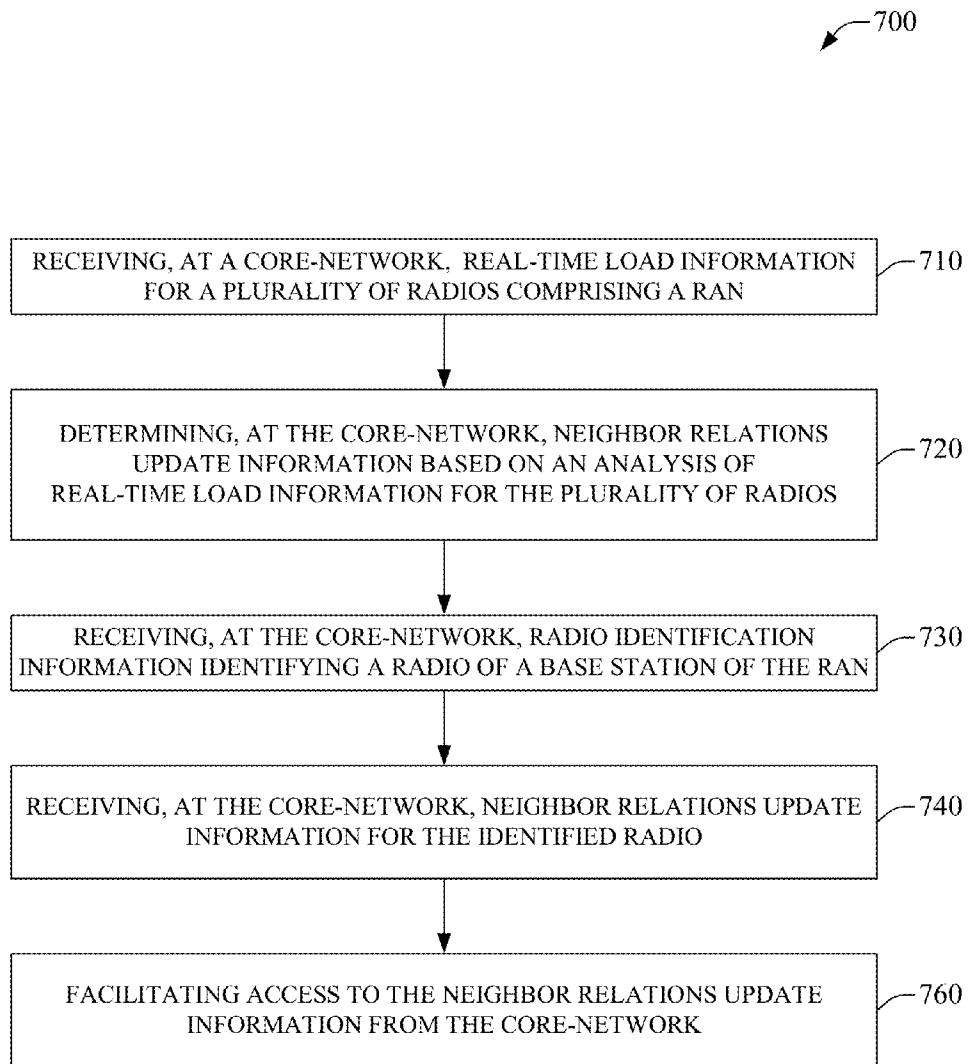 700
RECEIVING, AT A CORE-NETWORK, REAL-TIME LOAD INFORMATION
FOR A PLURALITY OF RADIOS COMPRISING A RAN
710
DETERMINING, AT THE CORE-NETWORK, NEIGHBOR RELATIONS
UPDATE INFORMATION BASED ON AN ANALYSIS OF
REAL-TIME LOAD INFORMATION FOR THE PLURALITY OF RADIOS
720
RECEIVING, AT THE CORE-NETWORK, RADIO IDENTIFICATION
INFORMATION IDENTIFYING A RADIO OF A BASE STATION OF THE RAN
730
RECEIVING, AT THE CORE-NETWORK, NEIGHBOR RELATIONS UPDATE
INFORMATION FOR THE IDENTIFIED RADIO
740
FACILITATING ACCESS TO THE NEIGHBOR RELATIONS UPDATE
INFORMATION FROM THE CORE-NETWORK
760